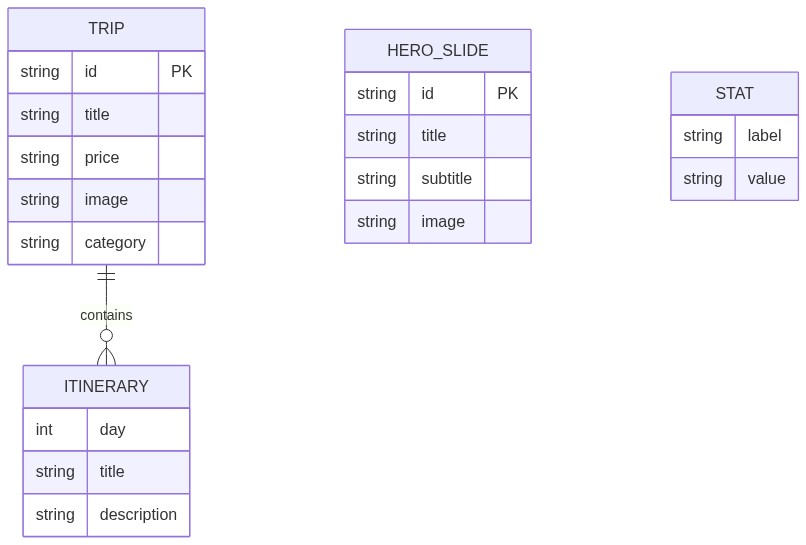 TRIP
string id PK
string title
string price
string image
string category
contains
ITINERARY
int day
string title
string description
HERO_SLIDE
string id PK
string title
string subtitle
string image
STAT
string label
string value